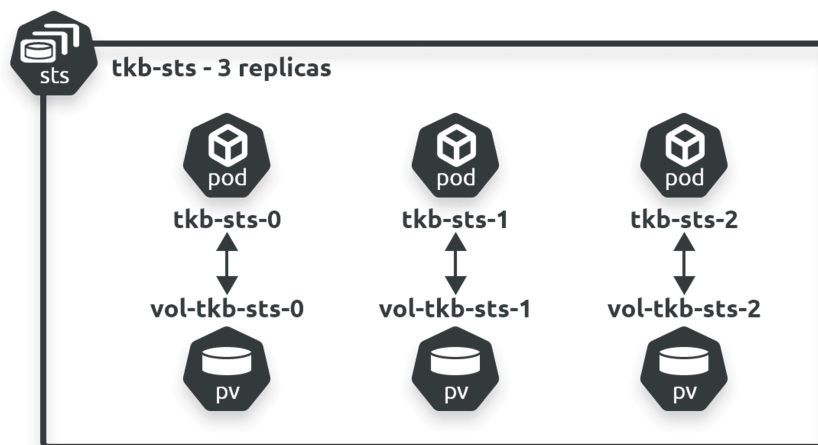 sts
tkb-sts - 3 replicas
pod pod pod
tkb-sts-0 tkb-sts-1 tkb-sts-2
vol-tkb-sts-0 vol-tkb-sts-1 vol-tkb-sts-2
pv pv pv